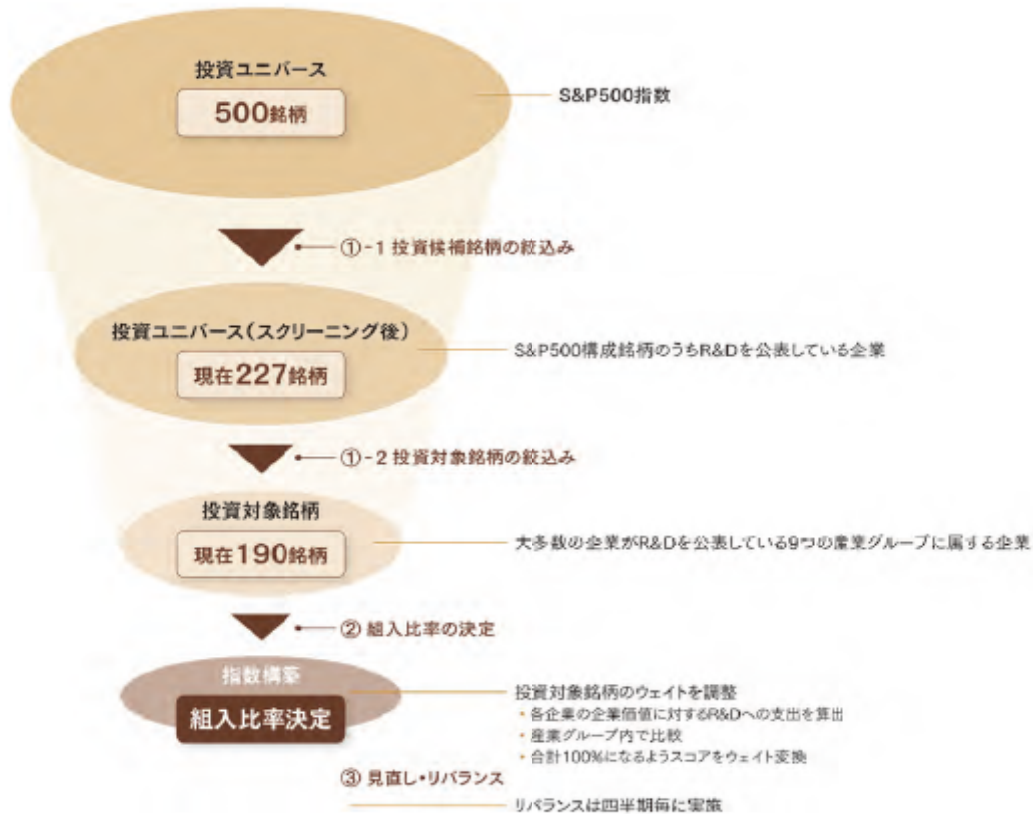 投資ユニバース
500銘柄
S&P500指数
①-1 投資候補銘柄の絞込み
投資ユニバース(スクリーニング後)
現在227銘柄
S&P500構成銘柄のうちR&Dを公表している企業
①-2 投資対象銘柄の絞込み
投資対象銘柄
現在190銘柄
大多数の企業がR&Dを公表している9つの産業グループに属する企業
② 組入比率の決定
指数構築
組入比率決定
投資対象銘柄のウェイトを調整
・各企業の企業価値に対するR&Dへの支出を算出
・産業グループ内で比較
・合計100%になるようスコアをウェイト変換
③ 見直し・リバランス
リバランスは四半期毎に実施